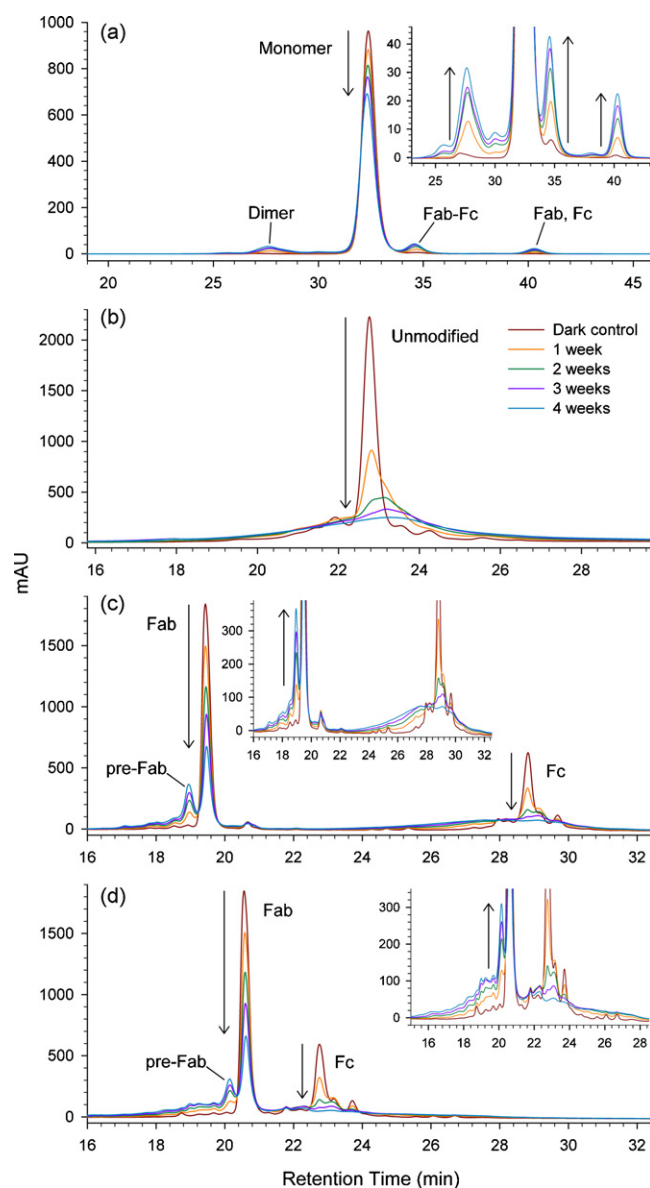 (a)
Monomer
Dimer
Fab-Fc
Fab, Fc
1000
800
600
400
200
0
20 25 30 35 40 45
40
30
20
10
0
25 30 35 40
(b)
Unmodified
Dark control
1 week
2 weeks
3 weeks
4 weeks
2000
1500
1000
500
0
16 18 20 22 24 26 28
mAU
(c)
Fab
pre-Fab
Fc
1500
1000
500
0
16 18 20 22 24 26 28 30 32
300
200
100
0
16 18 20 22 24 26 28 30 32
(d)
Fab
pre-Fab
Fc
1500
1000
500
0
16 18 20 22 24 26 28 30 32
300
200
100
0
16 18 20 22 24 26 28 30 32
Retention Time (min)